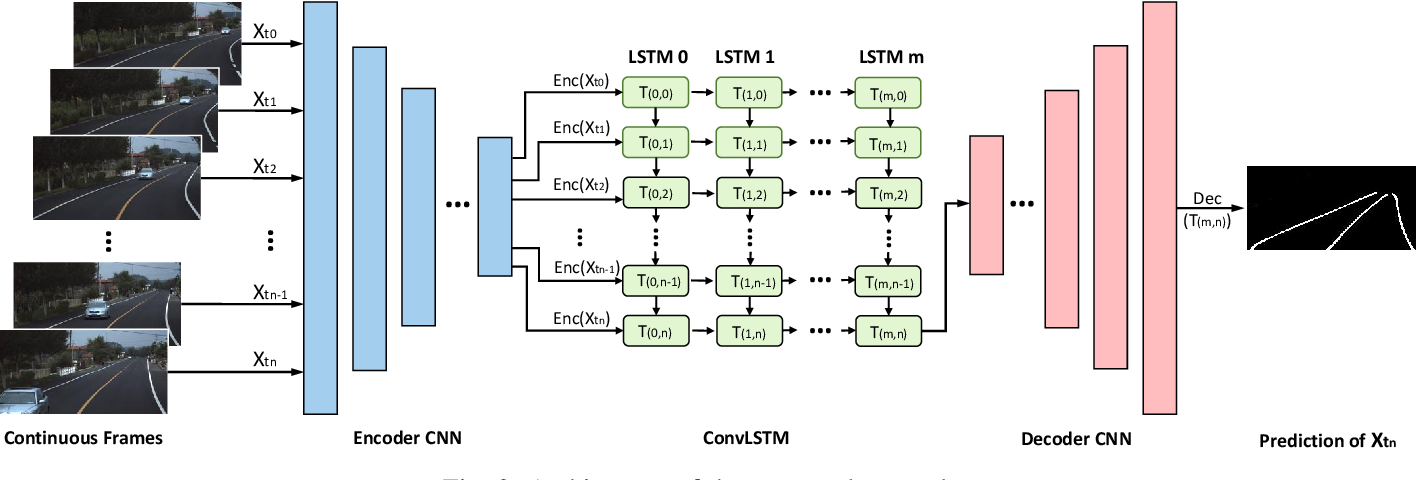 Xt0
Xt1
Xt2
Xtn-1
Xtn
Continuous Frames
Encoder CNN
Enc(Xt0)
Enc(Xt1)
Enc(Xt2)
Enc(Xtn-1)
Enc(Xtn)
LSTM 0 LSTM 1 LSTM m
T(0,0) T(1,0) ••• T(m,0)
T(0,1) T(1,1) ••• T(m,1)
T(0,2) T(1,2) ••• T(m,2)
T(0,n-1) T(1,n-1) ••• T(m,n-1)
T(0,n) T(1,n) ••• T(m,n)
ConvLSTM
Decoder CNN
Dec
(T(m,n))
Prediction of Xtn